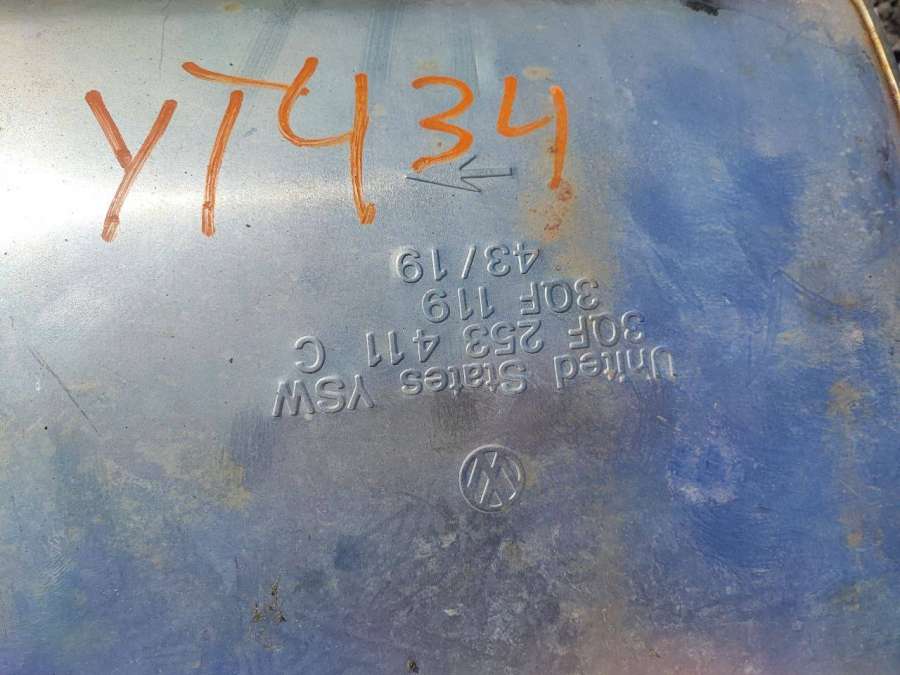 YT434
United States YSW
3QF 253 411 C
3QF 119
43/19